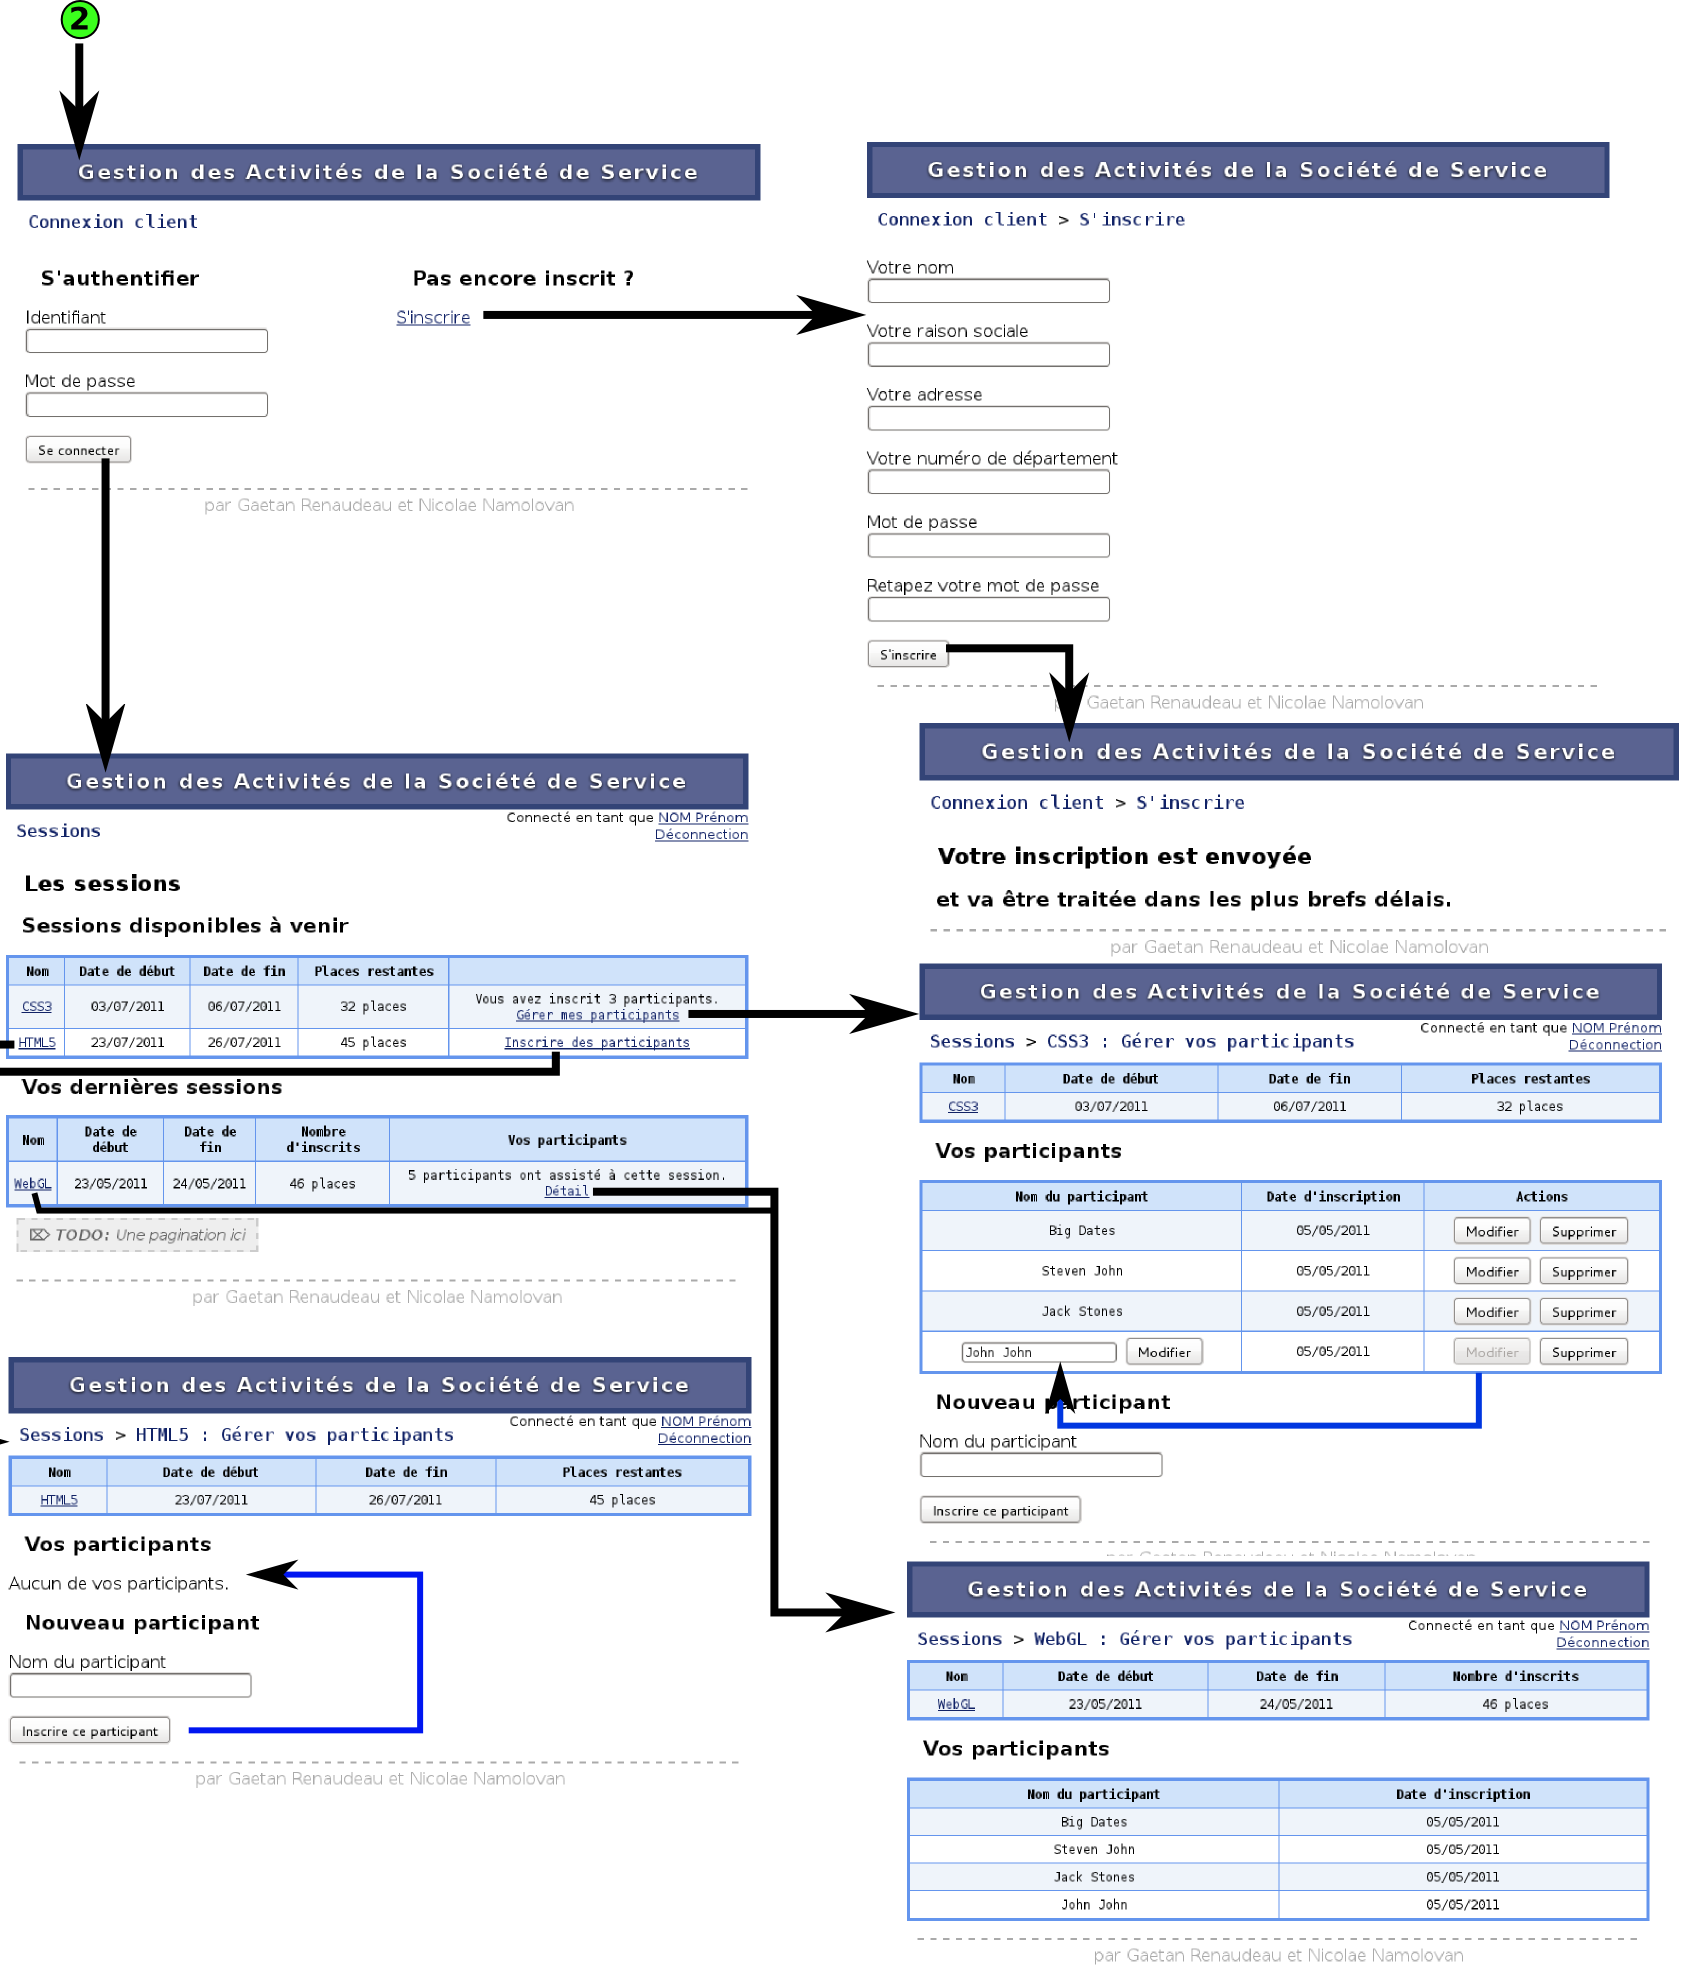 2
Gestion des Activités de la Société de Service
Connexion client
S'authentifier
Identifiant
Mot de passe
Se connecter
Pas encore inscrit ?
S'inscrire
par Gaetan Renaudeau et Nicolae Namolovan
Gestion des Activités de la Société de Service
Connexion client > S'inscrire
Votre nom
Votre raison sociale
Votre adresse
Votre numéro de département
Mot de passe
Retapez votre mot de passe
S'inscrire
Gaetan Renaudeau et Nicolae Namolovan
Gestion des Activités de la Société de Service
Connexion client > S'inscrire
Votre inscription est envoyée
et va être traitée dans les plus brefs délais.
par Gaetan Renaudeau et Nicolae Namolovan
Gestion des Activités de la Société de Service
Connecté en tant que NOM Prénom
Déconnection
Sessions
Les sessions
Sessions disponibles à venir
Nom Date de début Date de fin Places restantes
CSS3 03/07/2011 06/07/2011 32 places Vous avez inscrit 3 participants.
Gérer mes participants
HTML5 23/07/2011 26/07/2011 45 places Inscrire des participants
Vos dernières sessions
Nom Date de début Date de fin Nombre d'inscrits Vos participants
WebGL 23/05/2011 24/05/2011 46 places 5 participants ont assisté à cette session.
Détail
⌦ TODO: Une pagination ici
par Gaetan Renaudeau et Nicolae Namolovan
Gestion des Activités de la Société de Service
Connecté en tant que NOM Prénom
Déconnection
Sessions > CSS3 : Gérer vos participants
Nom Date de début Date de fin Places restantes
CSS3 03/07/2011 06/07/2011 32 places
Vos participants
Nom du participant Date d'inscription Actions
Big Dates 05/05/2011 Modifier Supprimer
Steven John 05/05/2011 Modifier Supprimer
Jack Stones 05/05/2011 Modifier Supprimer
John John Modifier 05/05/2011 Modifier Supprimer
Nouveau participant
Nom du participant
Inscrire ce participant
par Gaetan Renaudeau et Nicolae Namolovan
Gestion des Activités de la Société de Service
Connecté en tant que NOM Prénom
Déconnection
Sessions > HTML5 : Gérer vos participants
Nom Date de début Date de fin Places restantes
HTML5 23/07/2011 26/07/2011 45 places
Vos participants
Aucun de vos participants.
Nouveau participant
Nom du participant
Inscrire ce participant
par Gaetan Renaudeau et Nicolae Namolovan
Gestion des Activités de la Société de Service
Connecté en tant que NOM Prénom
Déconnection
Sessions > WebGL : Gérer vos participants
Nom Date de début Date de fin Nombre d'inscrits
WebGL 23/05/2011 24/05/2011 46 places
Vos participants
Nom du participant Date d'inscription
Big Dates 05/05/2011
Steven John 05/05/2011
Jack Stones 05/05/2011
John John 05/05/2011
par Gaetan Renaudeau et Nicolae Namolovan